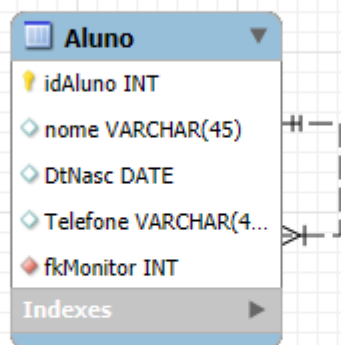 Aluno
idAluno INT
nome VARCHAR(45)
DtNasc DATE
Telefone VARCHAR(4...
fkMonitor INT
Indexes